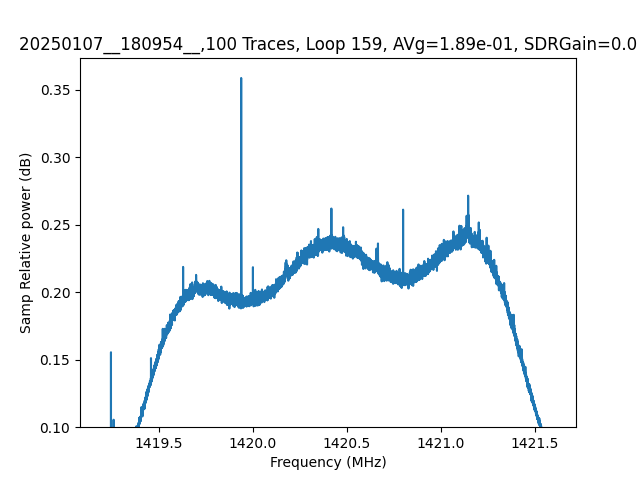 20250107__180954__,100 Traces, Loop 159, AVg=1.89e-01, SDRGain=0.0
0.35
0.30
0.25
0.20
0.15
0.10
Samp Relative power (dB)
1419.5 1420.0 1420.5 1421.0 1421.5
Frequency (MHz)